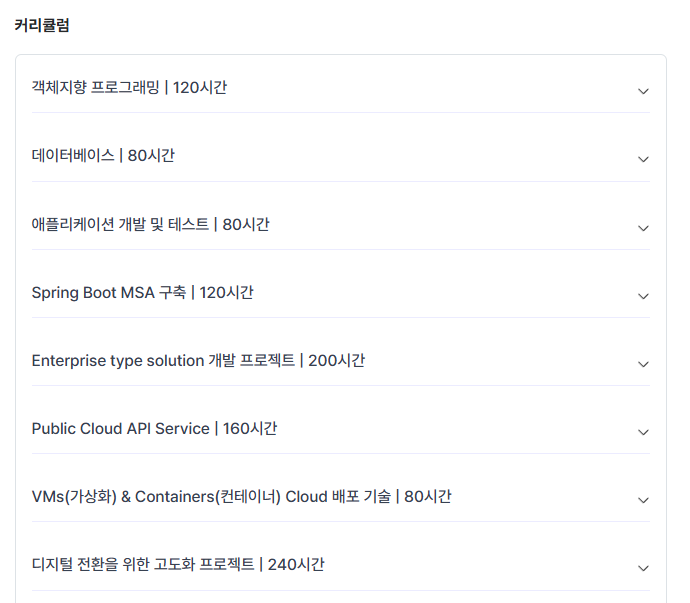 커리큘럼
객체지향 프로그래밍 | 120시간
데이터베이스 | 80시간
애플리케이션 개발 및 테스트 | 80시간
Spring Boot MSA 구축 | 120시간
Enterprise type solution 개발 프로젝트 | 200시간
Public Cloud API Service | 160시간
VMs(가상화) & Containers(컨테이너) Cloud 배포 기술 | 80시간
디지털 전환을 위한 고도화 프로젝트 | 240시간